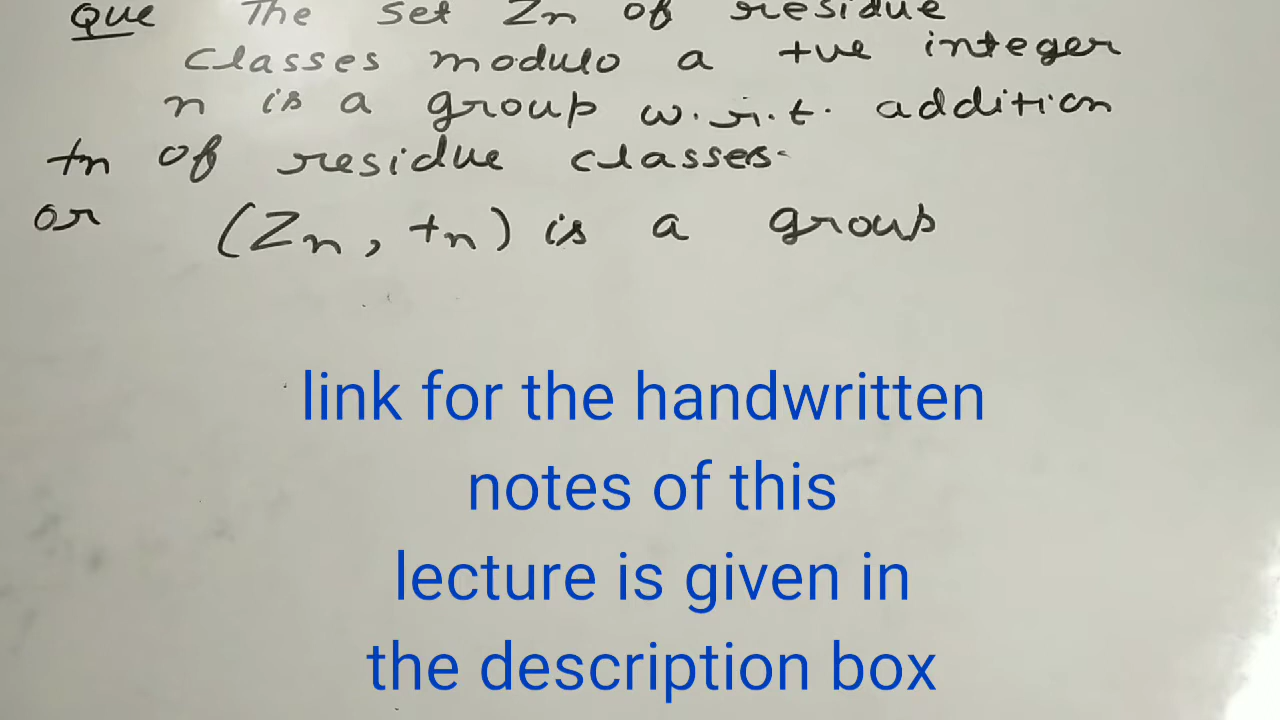 Que The set Zn of residue
classes modulo a +ve integer
n is a group w.r.t. addition
+n of residue classes.
or (Zn, +n) is a group
link for the handwritten
notes of this
lecture is given in
the description box